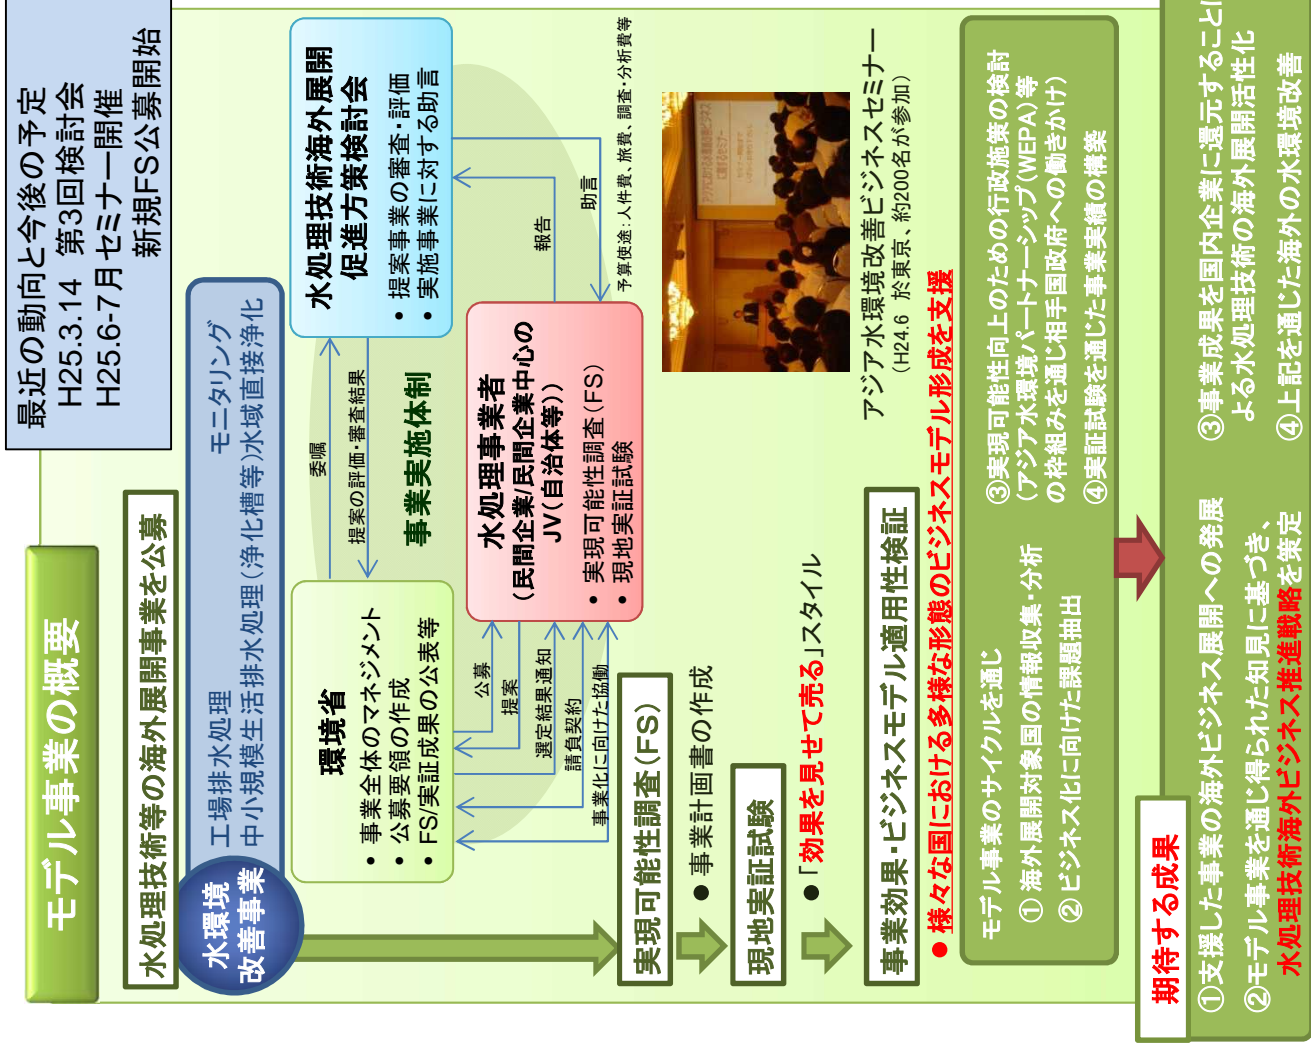 モデル事業の概要
最近の動向と今後の予定
H25.3.14 第3回検討会
H25.6-7月 セミナー開催
新規FS公募開始
水処理技術等の海外展開事業を公募
水環境
改善事業
工場排水処理 モニタリング
中小規模生活排水処理(浄化槽等)水域直接浄化
環境省
• 事業全体のマネジメント
• 公募要領の作成
• FS/実証成果の公表等
委嘱
提案の評価・審査結果
事業実施体制
水処理技術海外展開
促進方策検討会
• 提案事業の審査・評価
• 実施事業に対する助言
公募
提案
選定結果通知
請負契約
事業化に向けた協働
水処理事業者
(民間企業/民間企業中心の
JV(自治体等))
• 実現可能性調査(FS)
• 現地実証試験
報告
助言
予算使途:人件費、旅費、調査・分析費等
実現可能性調査(FS)
● 事業計画書の作成
現地実証試験
● 「効果を見せて売る」スタイル
アジア水環境改善ビジネスセミナー
(H24.6 於東京、約200名が参加)
事業効果・ビジネスモデル適用性検証
● 様々な国における多様な形態のビジネスモデル形成を支援
モデル事業のサイクルを通じ
① 海外展開対象国の情報収集・分析
② ビジネス化に向けた課題抽出
③実現可能性向上のための行政施策の検討
(アジア水環境パートナーシップ(WEPA)等
の枠組みを通じ相手国政府への働きかけ)
④実証試験を通じた事業実績の構築
期待する成果
①支援した事業の海外ビジネス展開への発展
②モデル事業を通じ得られた知見に基づき、
水処理技術海外ビジネス推進戦略を策定
③事業成果を国内企業に還元すること
よる水処理技術の海外展開活性化
④上記を通じた海外の水環境改善